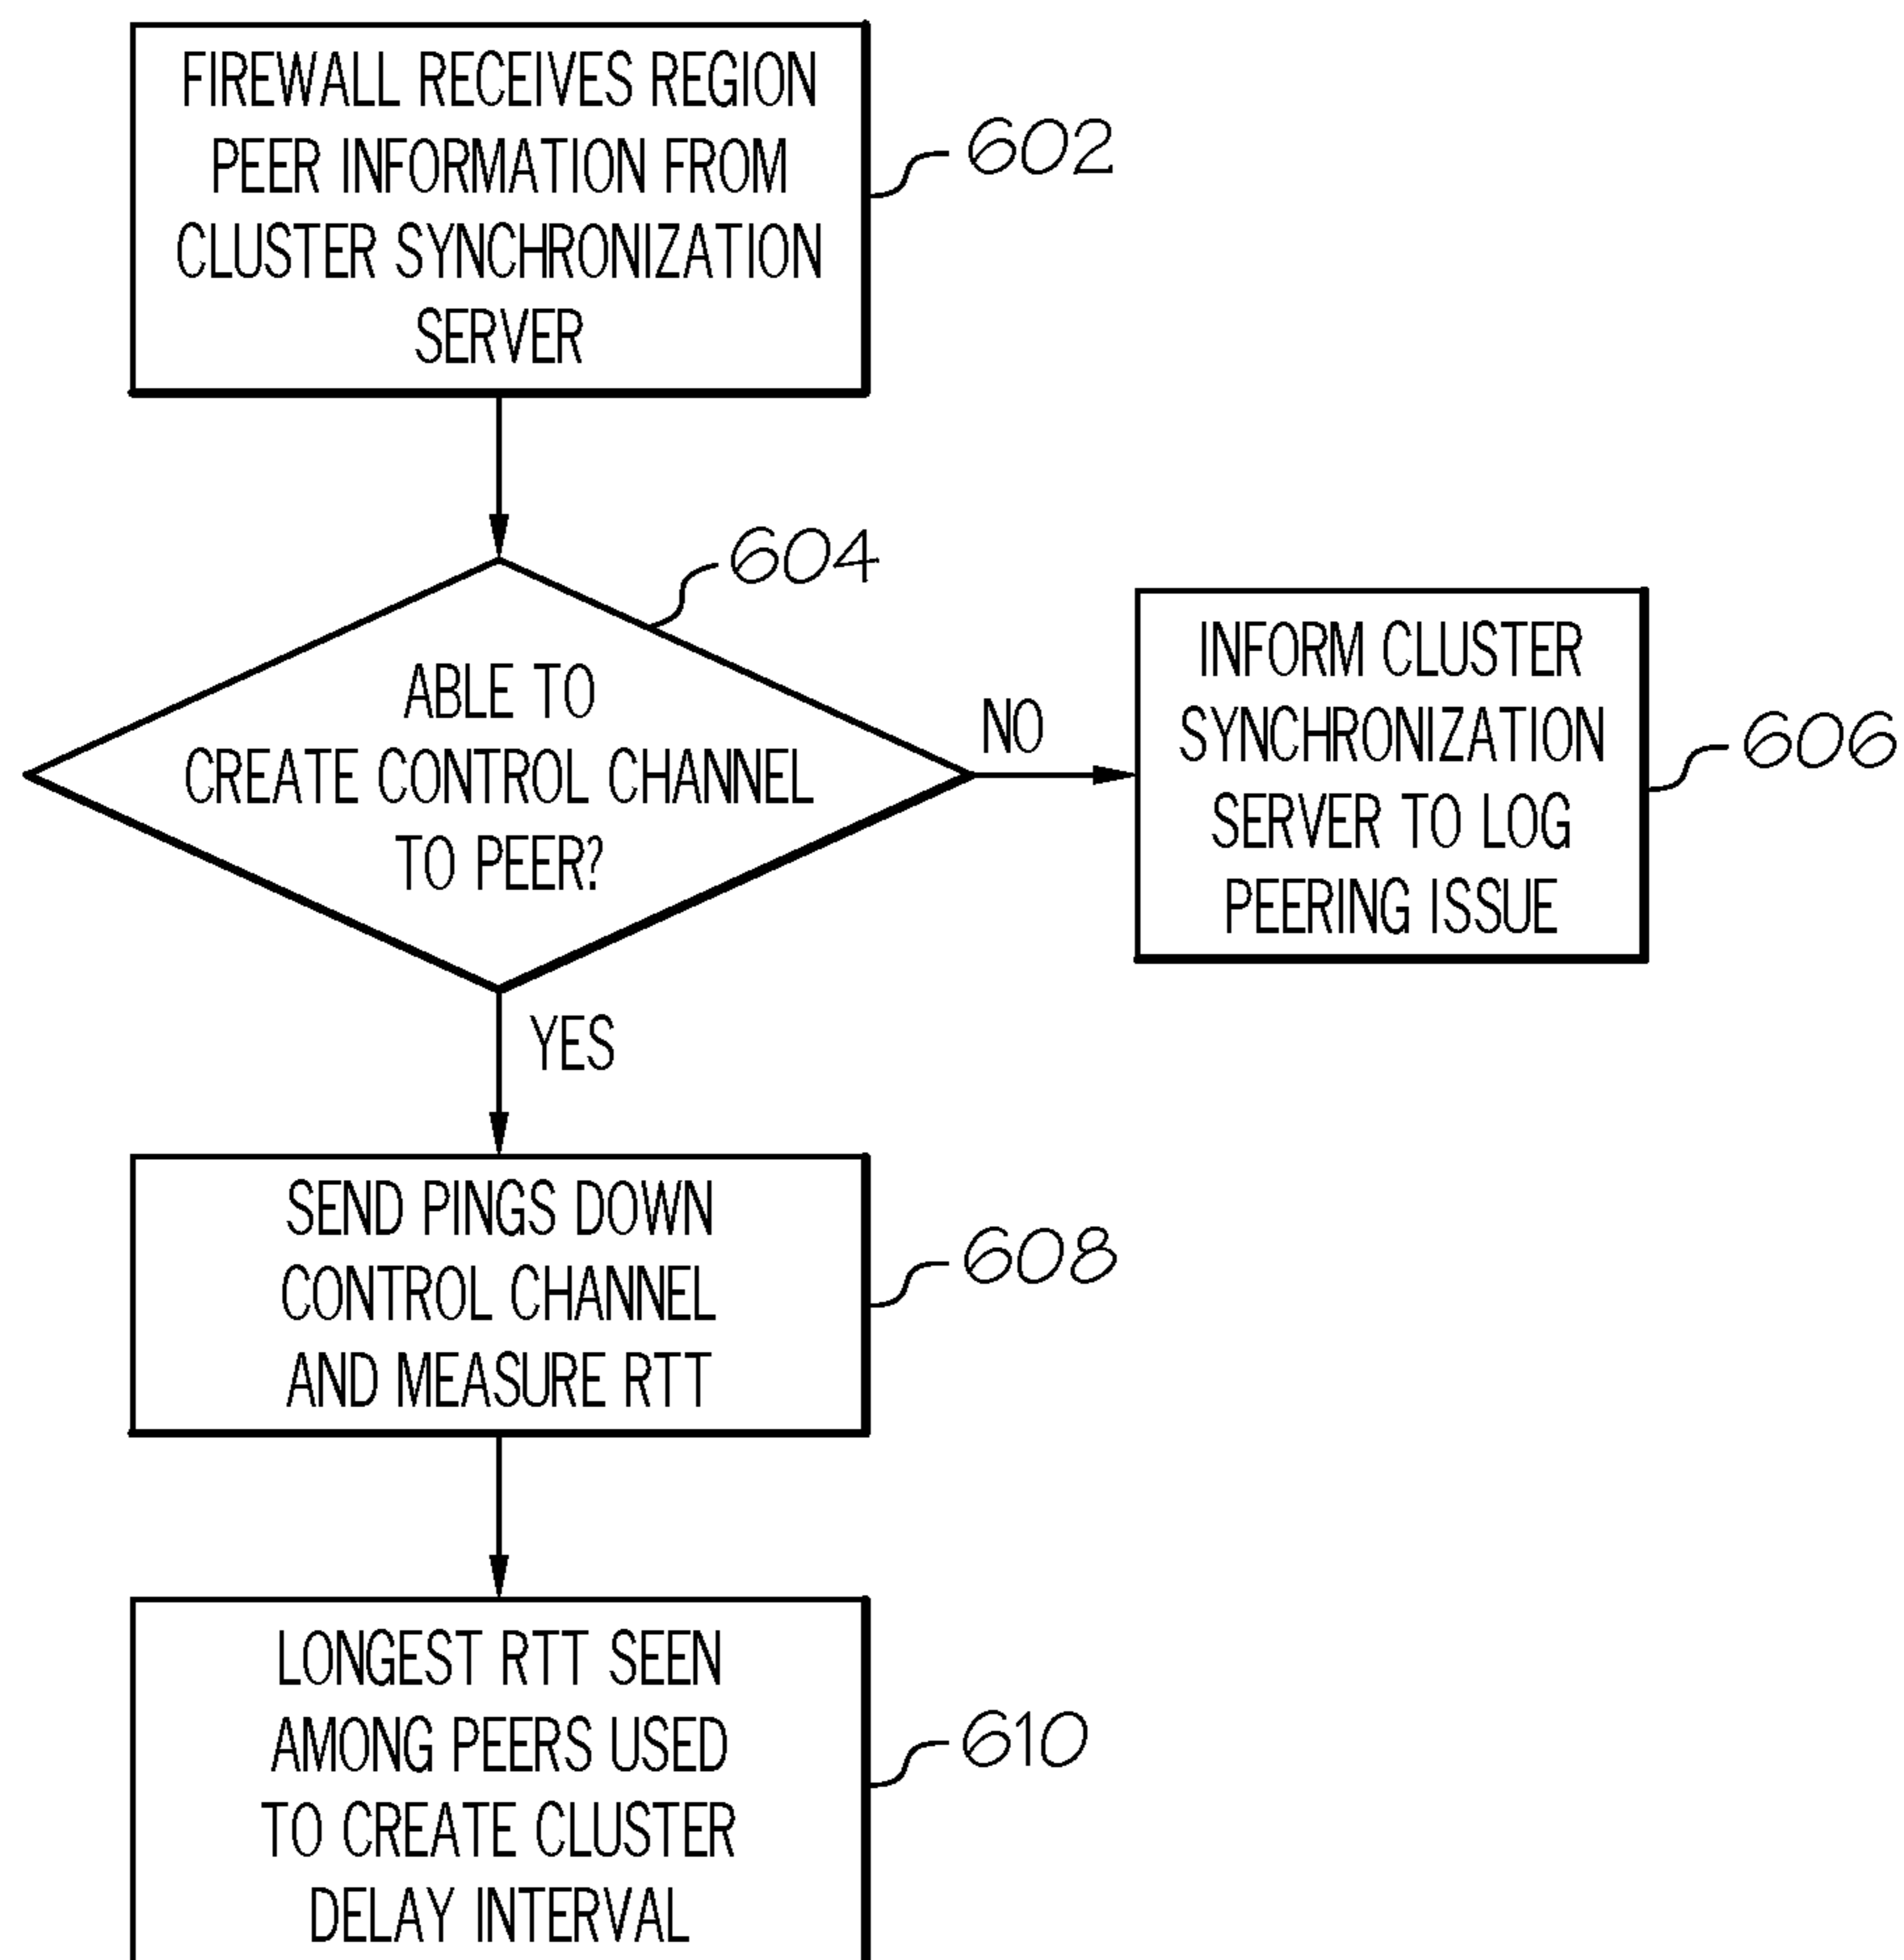 FIREWALL RECEIVES REGION
PEER INFORMATION FROM
CLUSTER SYNCHRONIZATION
SERVER
602
604
ABLE TO
CREATE CONTROL CHANNEL
TO PEER?
NO
INFORM CLUSTER
SYNCHRONIZATION
SERVER TO LOG
PEERING ISSUE
606
YES
SEND PINGS DOWN
CONTROL CHANNEL
AND MEASURE RTT
608
LONGEST RTT SEEN
AMONG PEERS USED
TO CREATE CLUSTER
DELAY INTERVAL
610